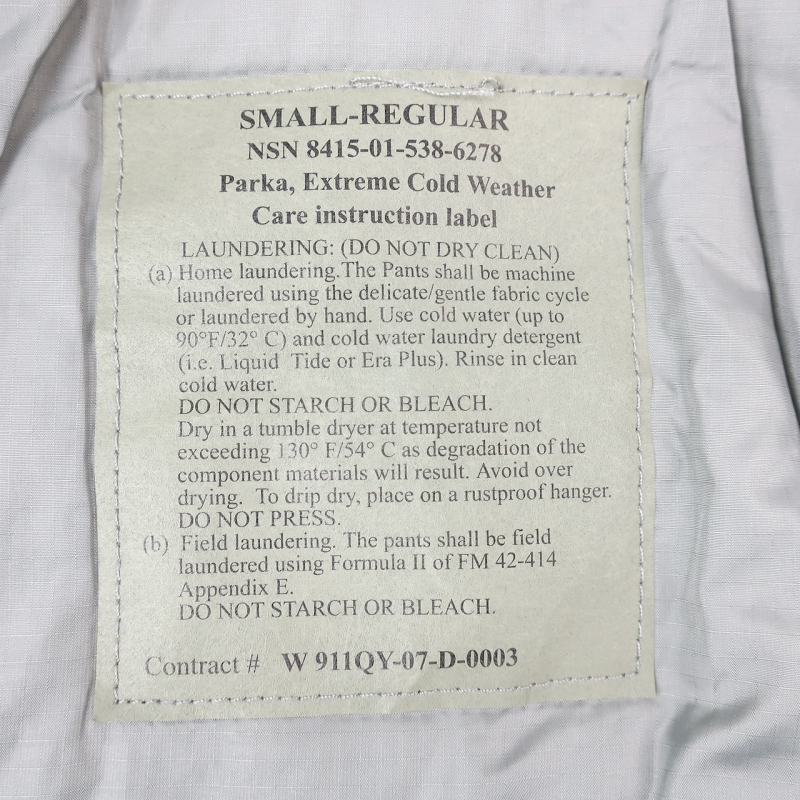 SMALL-REGULAR
NSN 8415-01-538-6278
Parka, Extreme Cold Weather
Care instruction label
LAUNDERING: (DO NOT DRY CLEAN)
(a) Home laundering.The Pants shall be machine
laundered using the delicate/gentle fabric cycle
or laundered by hand. Use cold water (up to
90°F/32° C) and cold water laundry detergent
(i.e. Liquid Tide or Era Plus). Rinse in clean
cold water.
DO NOT STARCH OR BLEACH.
Dry in a tumble dryer at temperature not
exceeding 130° F/54° C as degradation of the
component materials will result. Avoid over
drying. To drip dry, place on a rustproof hanger.
DO NOT PRESS.
(b) Field laundering. The pants shall be field
laundered using Formula II of FM 42-414
Appendix E.
DO NOT STARCH OR BLEACH.
Contract # W 911QY-07-D-0003